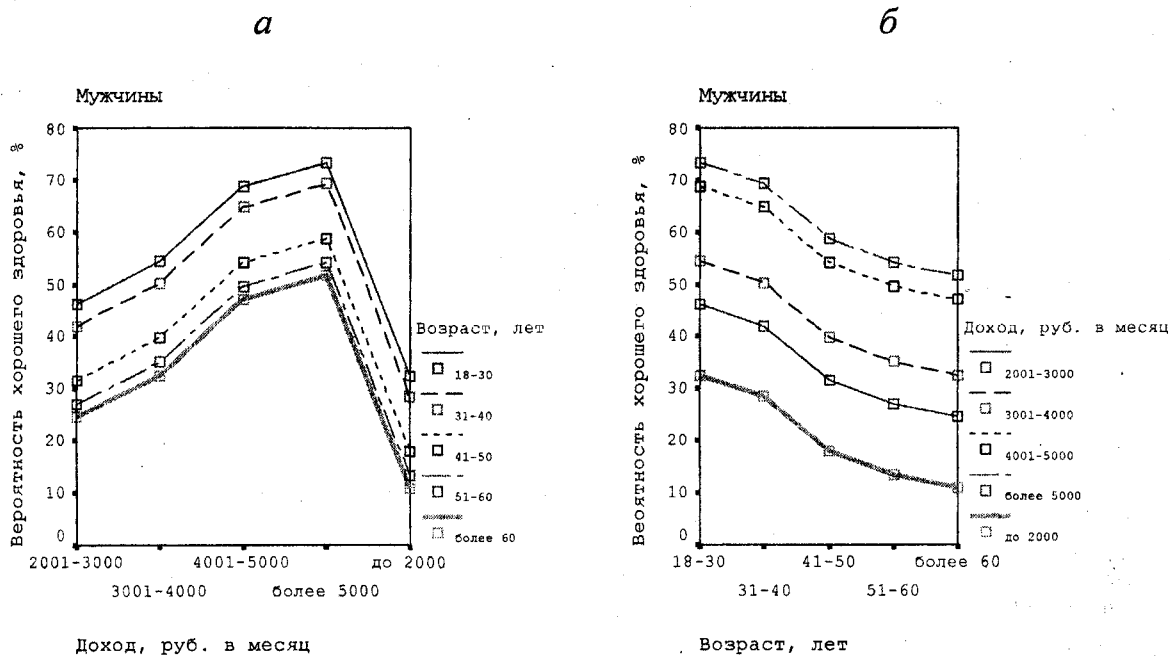 а
Мужчины
Вероятность хорошего здоровья, %
80
70
60
50
40
30
20
10
0
2001-3000
4001-5000
до 2000
3001-4000
более 5000
Доход, руб. в месяц
Возраст, лет
18-30
31-40
41-50
51-60
более 60
б
Мужчины
Веоятность хорошего здоровья, %
80
70
60
50
40
30
20
10
0
18-30
41-50
более 60
31-40
51-60
Возраст, лет
Доход, руб. в месяц
2001-3000
3001-4000
4001-5000
более 5000
до 2000